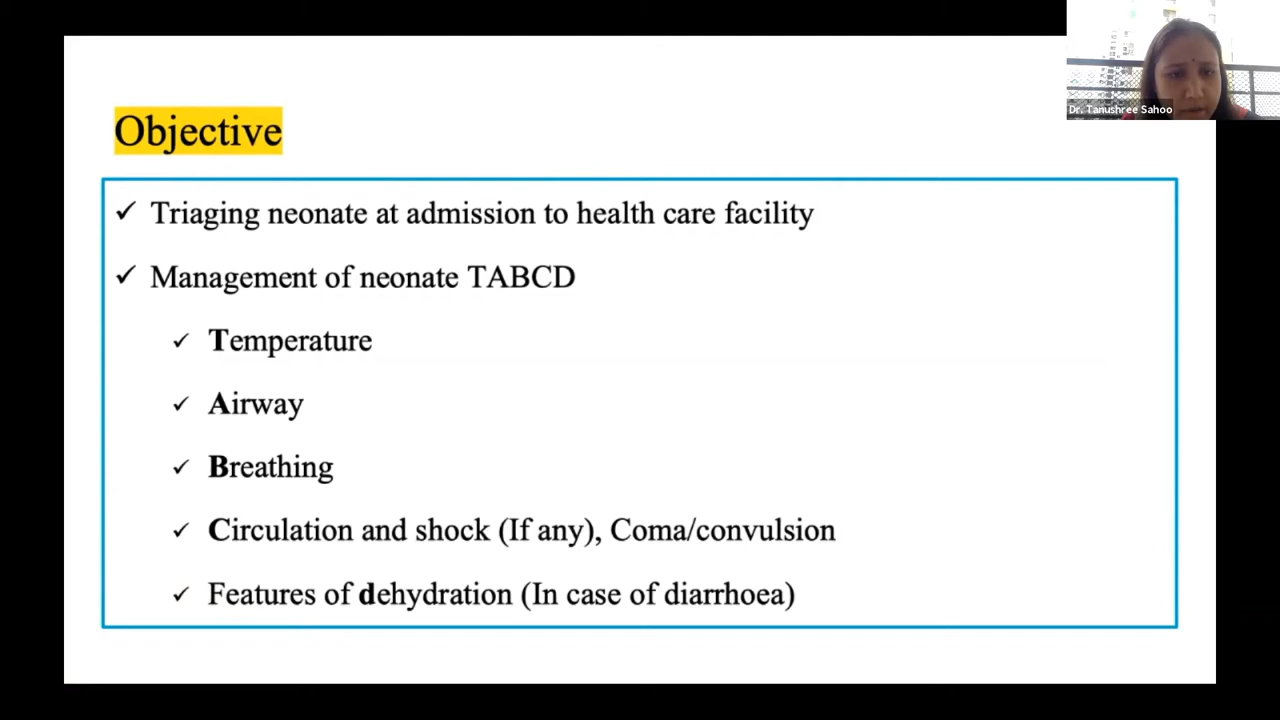 Dr. Tanushree Sahoo
Objective
✓ Triaging neonate at admission to health care facility
✓ Management of neonate TABCD
✓ Temperature
✓ Airway
✓ Breathing
✓ Circulation and shock (If any), Coma/convulsion
✓ Features of dehydration (In case of diarrhoea)